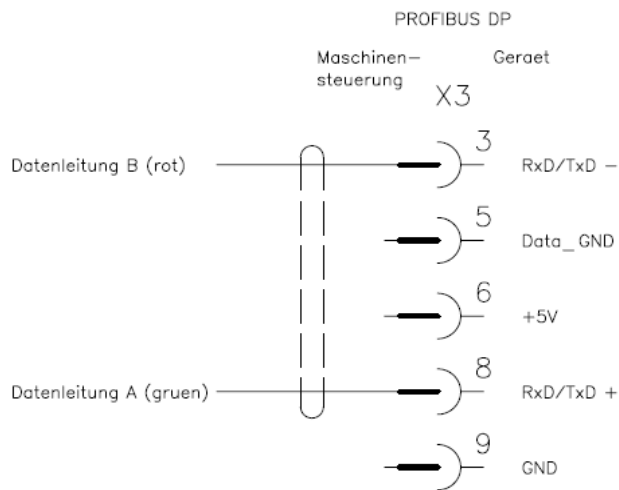 PROFIBUS DP
Maschinen-
steuerung
Geraet
X3
Datenleitung B (rot)
3
RxD/TxD -
5
Data_GND
6
+5V
Datenleitung A (gruen)
8
RxD/TxD +
9
GND